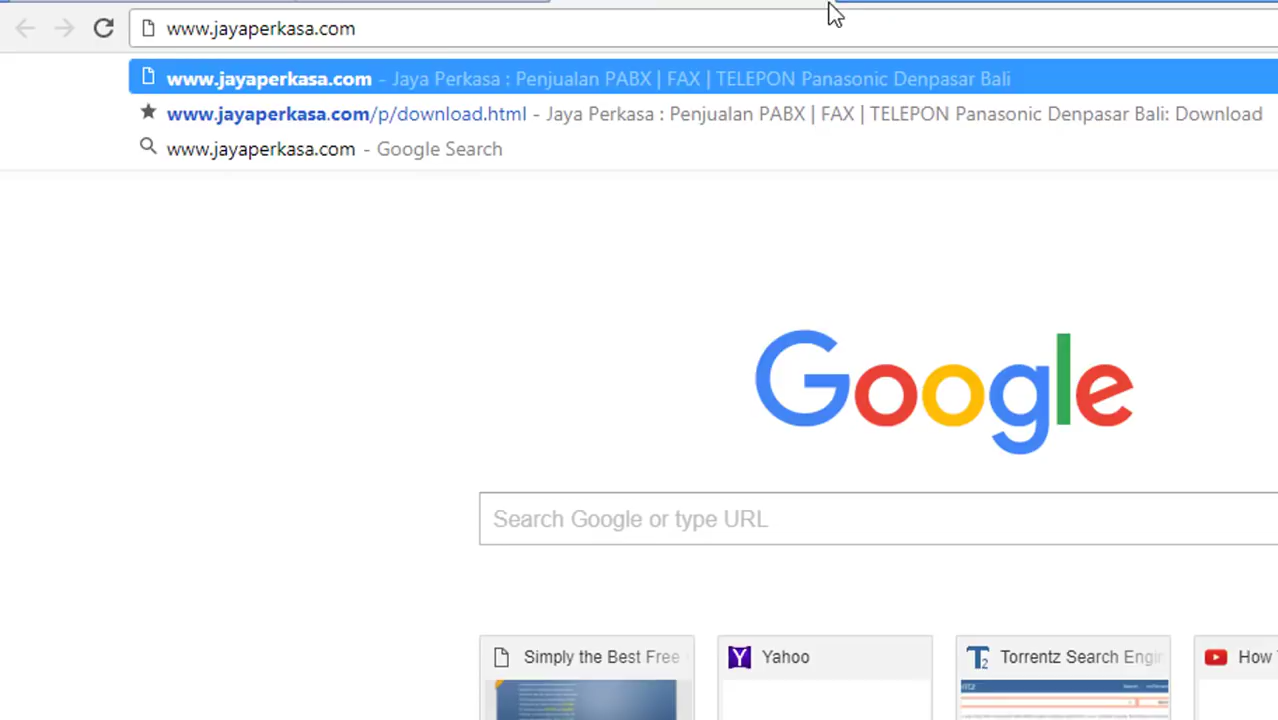 www.jayaperkasa.com
www.jayaperkasa.com - Jaya Perkasa : Penjualan PABX | FAX | TELEPON Panasonic Denpasar Bali
www.jayaperkasa.com/p/download.html - Jaya Perkasa : Penjualan PABX | FAX | TELEPON Panasonic Denpasar Bali: Download
www.jayaperkasa.com - Google Search
Google
Search Google or type URL
Simply the Best Free
Yahoo
Torrentz Search Engin
How